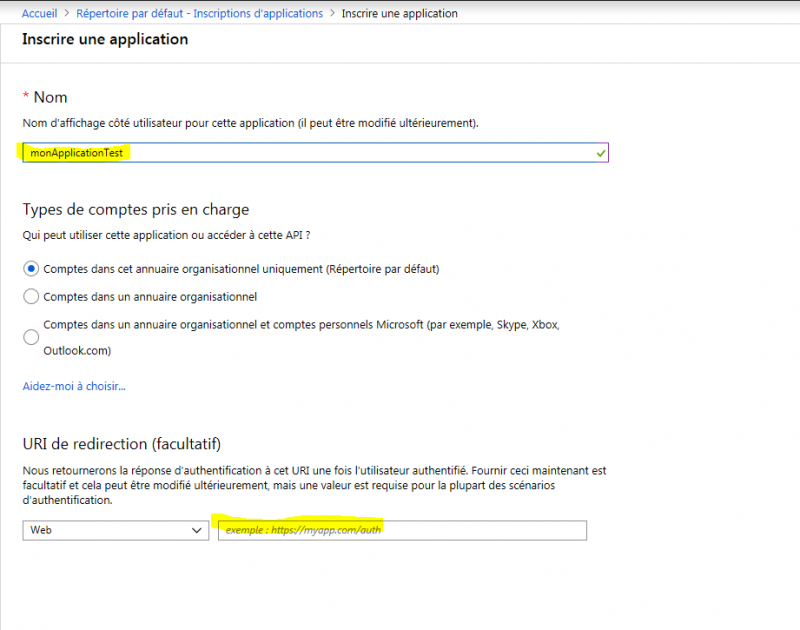 Accueil > Répertoire par défaut - Inscriptions d'applications > Inscrire une application
Inscrire une application
* Nom
Nom d'affichage côté utilisateur pour cette application (il peut être modifié ultérieurement).
monApplicationTest
Types de comptes pris en charge
Qui peut utiliser cette application ou accéder à cette API ?
Comptes dans cet annuaire organisationnel uniquement (Répertoire par défaut)
Comptes dans un annuaire organisationnel
Comptes dans un annuaire organisationnel et comptes personnels Microsoft (par exemple, Skype, Xbox,
Outlook.com)
Aidez-moi à choisir...
URI de redirection (facultatif)
Nous retournerons la réponse d'authentification à cet URI une fois l'utilisateur authentifié. Fournir ceci maintenant est
facultatif et cela peut être modifié ultérieurement, mais une valeur est requise pour la plupart des scénarios
d'authentification.
Web exemple : https://myapp.com/auth